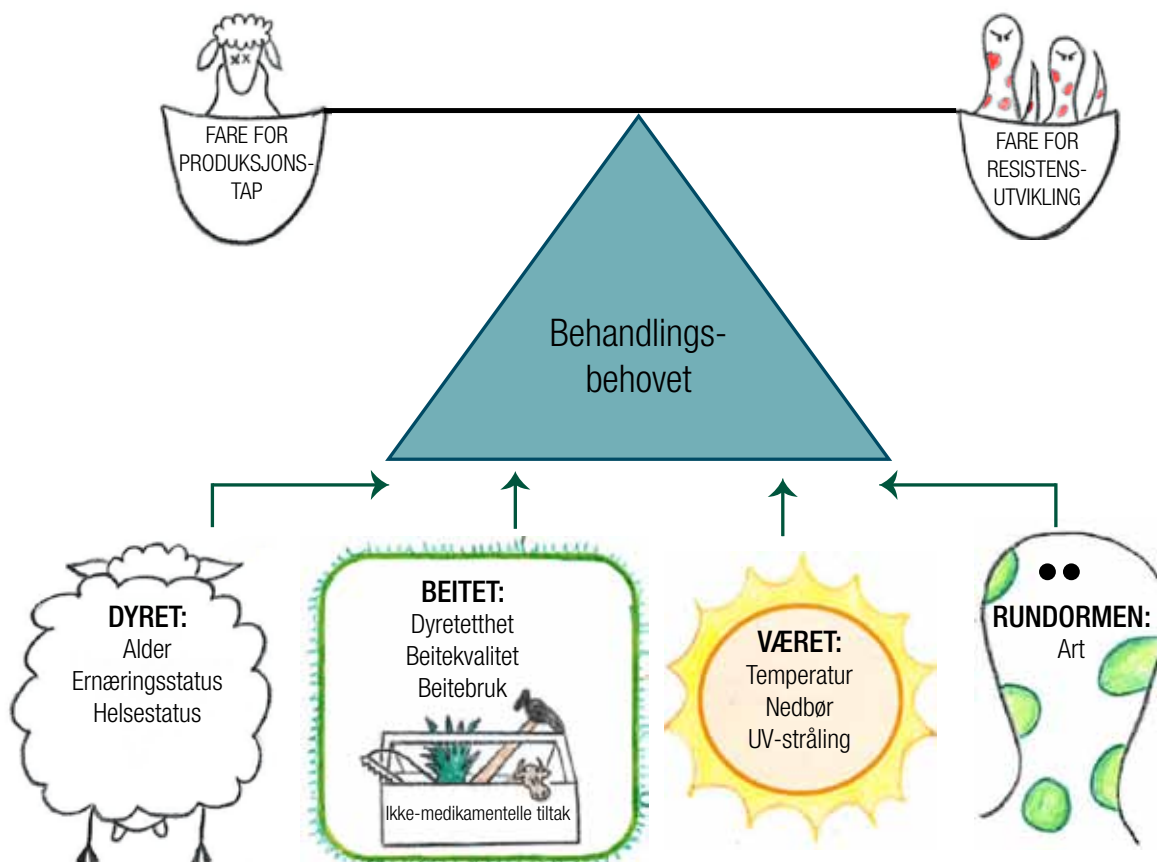 FARE FOR
PRODUKSJONS-
TAP
FARE FOR
RESISTENS-
UTVIKLING
Behandlings-
behovet
DYRET:
Alder
Ernæringsstatus
Helsestatus
BEITET:
Dyretetthet
Beitekvalitet
Beitebruk
Ikke-medikamentelle tiltak
VÆRET:
Temperatur
Nedbør
UV-stråling
RUNDORMEN:
Art